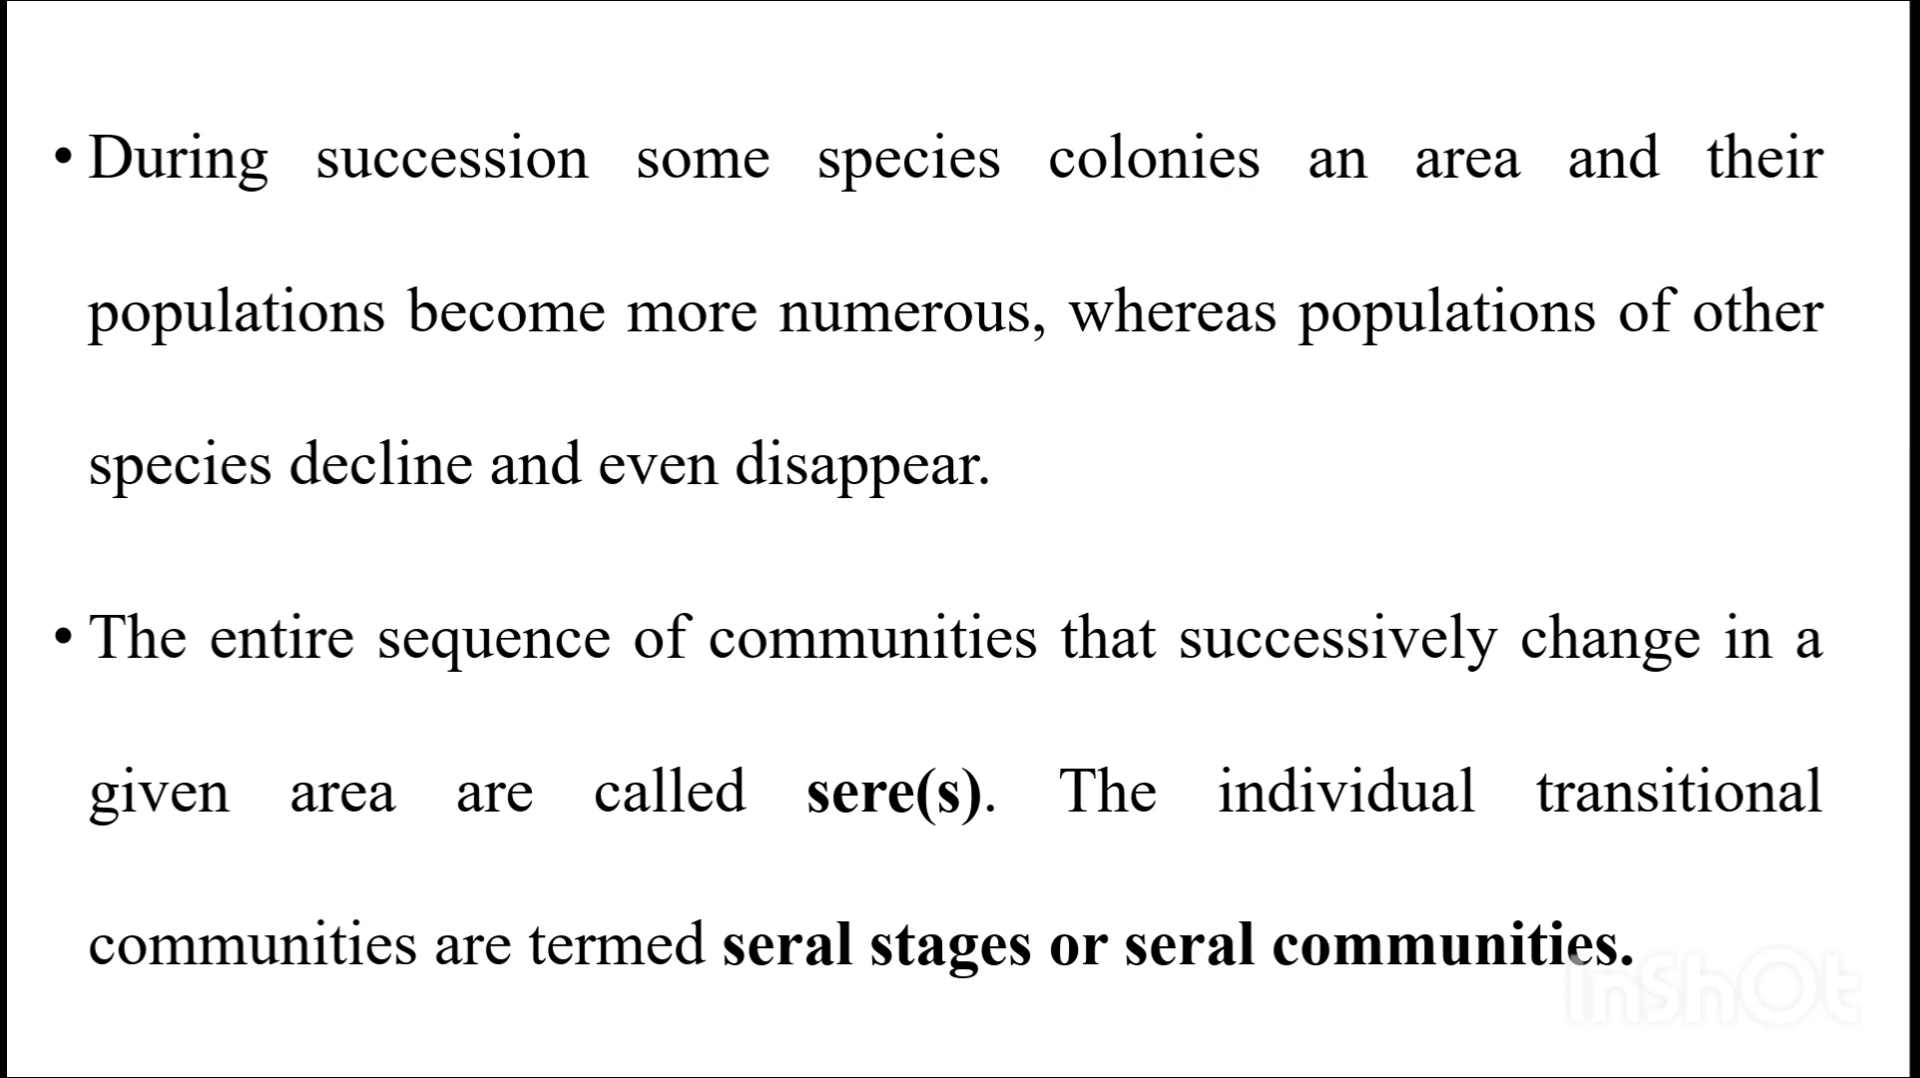 • During succession some species colonies an area and their
populations become more numerous, whereas populations of other
species decline and even disappear.
• The entire sequence of communities that successively change in a
given area are called sere(s). The individual transitional
communities are termed seral stages or seral communities.
InShOt